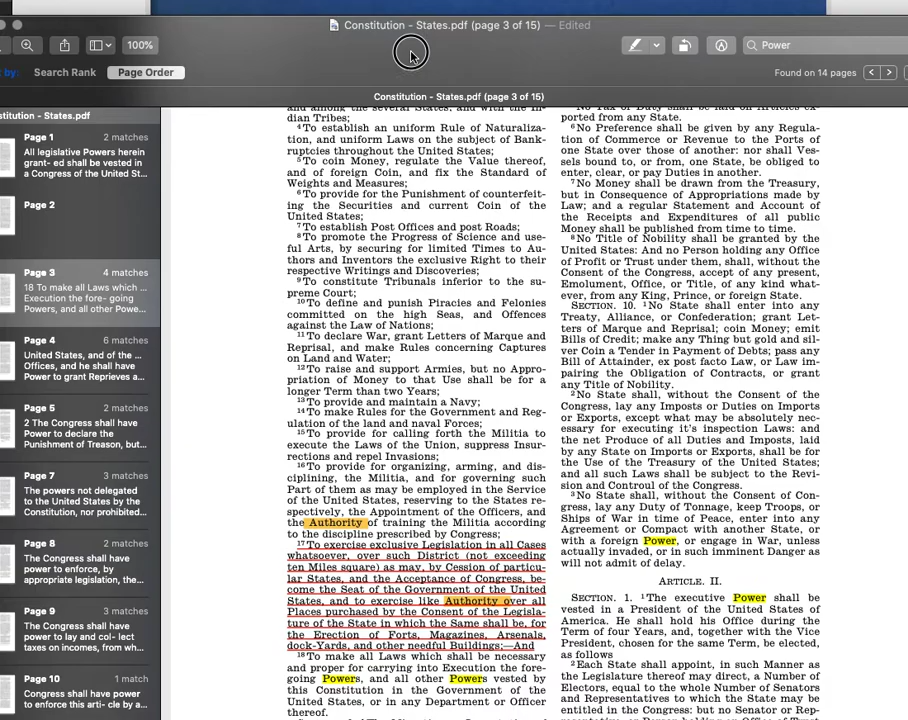 Constitution - States.pdf (page 3 of 15) — Edited
100%
Power
by:
Search Rank
Page Order
Found on 14 pages
Constitution - States.pdf (page 3 of 15)
stitution - States.pdf
Page 1 2 matches
All legislative Powers herein
grant- ed shall be vested in
a Congress of the United St...
Page 2
Page 3 4 matches
18 To make all Laws which ...
Execution the fore- going
Powers, and all other Powe...
Page 4 6 matches
United States, and of the ...
Offices, and he shall have
Power to grant Reprieves a...
Page 5 2 matches
2 The Congress shall have
Power to declare the
Punishment of Treason, but...
Page 7 3 matches
The powers not delegated
to the United States by the
Constitution, nor prohibited...
Page 8 2 matches
The Congress shall have
power to enforce, by
appropriate legislation, the...
Page 9 3 matches
The Congress shall have
power to lay and col- lect
taxes on incomes, from wh...
Page 10 1 match
Congress shall have power
to enforce this arti- cle by a...
and among the several States, and with the In-
dian Tribes;
4To establish an uniform Rule of Naturaliza-
tion, and uniform Laws on the subject of Bank-
ruptcies throughout the United States;
5To coin Money, regulate the Value thereof,
and of foreign Coin, and fix the Standard of
Weights and Measures;
6To provide for the Punishment of counterfeit-
ing the Securities and current Coin of the
United States;
7To establish Post Offices and post Roads;
8To promote the Progress of Science and use-
ful Arts, by securing for limited Times to Au-
thors and Inventors the exclusive Right to their
respective Writings and Discoveries;
9To constitute Tribunals inferior to the su-
preme Court;
10To define and punish Piracies and Felonies
committed on the high Seas, and Offences
against the Law of Nations;
11To declare War, grant Letters of Marque and
Reprisal, and make Rules concerning Captures
on Land and Water;
12To raise and support Armies, but no Appro-
priation of Money to that Use shall be for a
longer Term than two Years;
13To provide and maintain a Navy;
14To make Rules for the Government and Reg-
ulation of the land and naval Forces;
15To provide for calling forth the Militia to
execute the Laws of the Union, suppress Insur-
rections and repel Invasions;
16To provide for organizing, arming, and dis-
ciplining, the Militia, and for governing such
Part of them as may be employed in the Service
of the United States, reserving to the States re-
spectively, the Appointment of the Officers, and
the Authority of training the Militia according
to the discipline prescribed by Congress;
17To exercise exclusive Legislation in all Cases
whatsoever, over such District (not exceeding
ten Miles square) as may, by Cession of particu-
lar States, and the Acceptance of Congress, be-
come the Seat of the Government of the United
States, and to exercise like Authority over all
Places purchased by the Consent of the Legisla-
ture of the State in which the Same shall be, for
the Erection of Forts, Magazines, Arsenals,
dock-Yards, and other needful Buildings;—And
18To make all Laws which shall be necessary
and proper for carrying into Execution the fore-
going Powers, and all other Powers vested by
this Constitution in the Government of the
United States, or in any Department or Officer
thereof.
No Tax or Duty shall be laid on Articles ex-
ported from any State.
6No Preference shall be given by any Regula-
tion of Commerce or Revenue to the Ports of
one State over those of another: nor shall Ves-
sels bound to, or from, one State, be obliged to
enter, clear, or pay Duties in another.
7No Money shall be drawn from the Treasury,
but in Consequence of Appropriations made by
Law; and a regular Statement and Account of
the Receipts and Expenditures of all public
Money shall be published from time to time.
8No Title of Nobility shall be granted by the
United States: And no Person holding any Office
of Profit or Trust under them, shall, without the
Consent of the Congress, accept of any present,
Emolument, Office, or Title, of any kind what-
ever, from any King, Prince, or foreign State.
SECTION. 10. 1No State shall enter into any
Treaty, Alliance, or Confederation; grant Let-
ters of Marque and Reprisal; coin Money; emit
Bills of Credit; make any Thing but gold and sil-
ver Coin a Tender in Payment of Debts; pass any
Bill of Attainder, ex post facto Law, or Law im-
pairing the Obligation of Contracts, or grant
any Title of Nobility.
2No State shall, without the Consent of the
Congress, lay any Imposts or Duties on Imports
or Exports, except what may be absolutely nec-
essary for executing it's inspection Laws: and
the net Produce of all Duties and Imposts, laid
by any State on Imports or Exports, shall be for
the Use of the Treasury of the United States;
and all such Laws shall be subject to the Revi-
sion and Controul of the Congress.
3No State shall, without the Consent of Con-
gress, lay any Duty of Tonnage, keep Troops, or
Ships of War in time of Peace, enter into any
Agreement or Compact with another State, or
with a foreign Power, or engage in War, unless
actually invaded, or in such imminent Danger as
will not admit of delay.
ARTICLE. II.
SECTION. 1. 1The executive Power shall be
vested in a President of the United States of
America. He shall hold his Office during the
Term of four Years, and, together with the Vice
President, chosen for the same Term, be elected,
as follows
2Each State shall appoint, in such Manner as
the Legislature thereof may direct, a Number of
Electors, equal to the whole Number of Senators
and Representatives to which the State may be
entitled in the Congress: but no Senator or Rep-